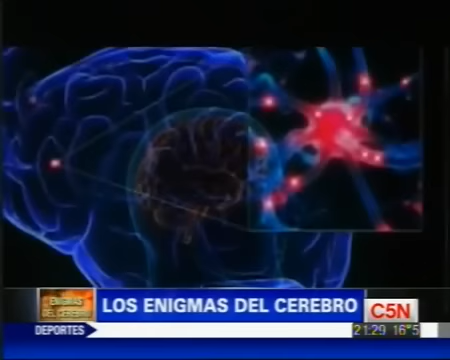 ENIGMAS
DEL CEREBRO
LOS ENIGMAS DEL CEREBRO
C5N
DEPORTES
21:29 16°5